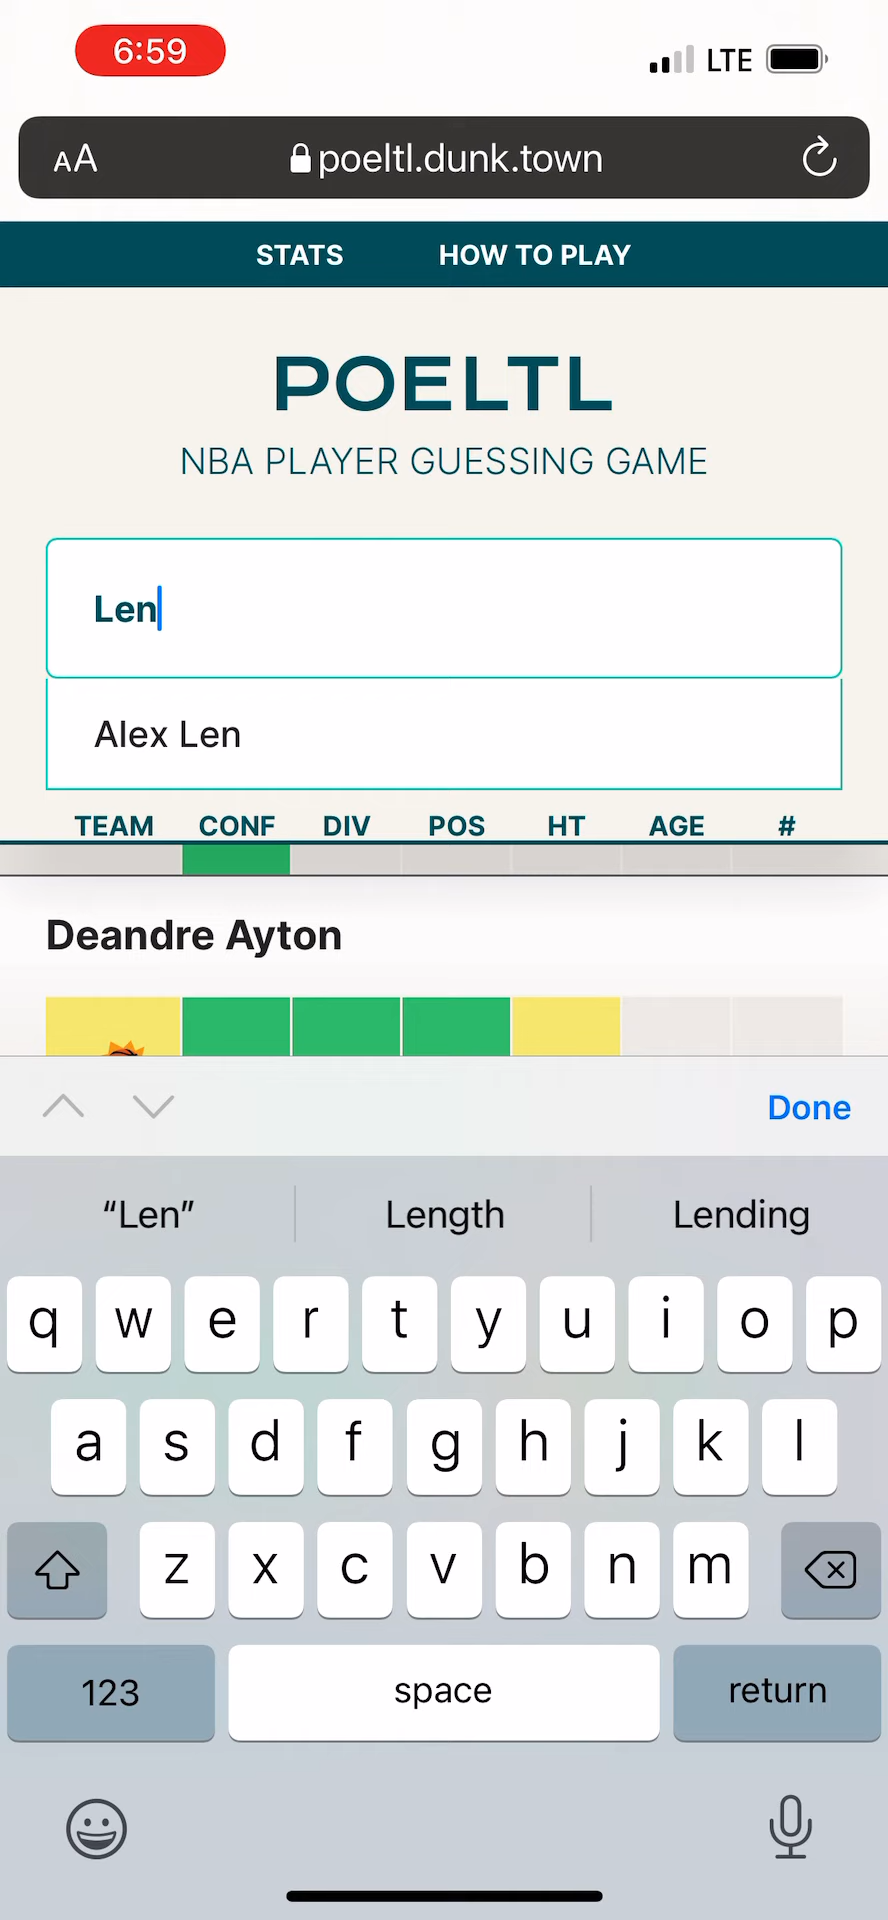 6:59 LTE
AA poeltl.dunk.town
STATS HOW TO PLAY
POELTL
NBA PLAYER GUESSING GAME
Len
Alex Len
TEAM CONF DIV POS HT AGE #
Deandre Ayton
Done
“Len” Length Lending
q w e r t y u i o p
a s d f g h j k l
z x c v b n m
123 space return